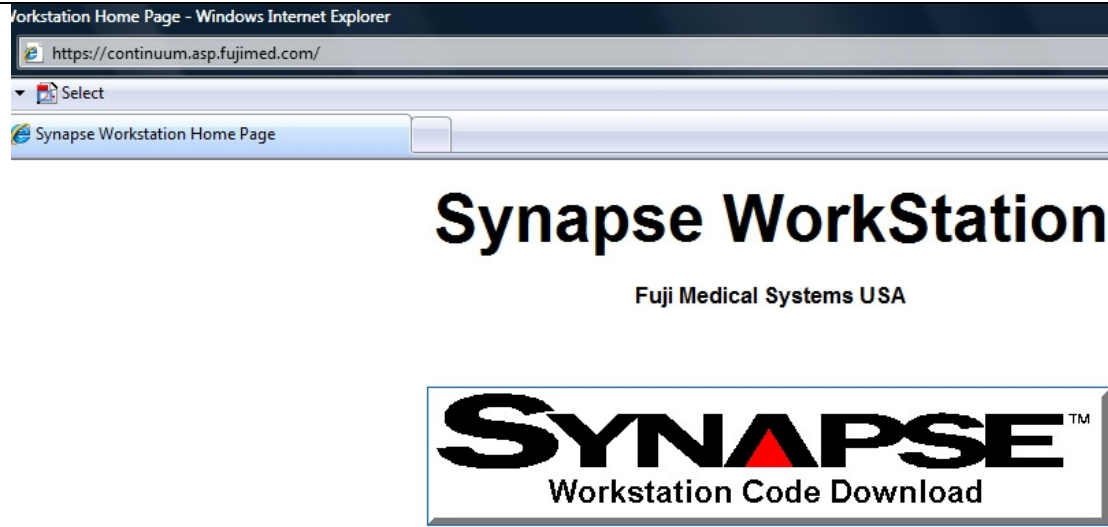 Workstation Home Page - Windows Internet Explorer
https://continuum.asp.fujimed.com/
Select
Synapse Workstation Home Page
Synapse WorkStation
Fuji Medical Systems USA
SYNAPSE™
Workstation Code Download